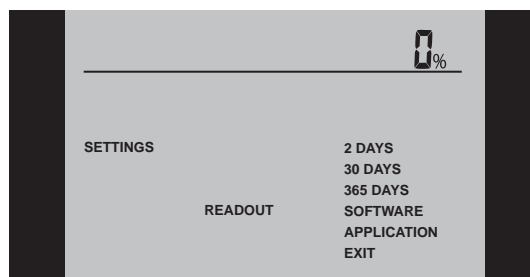 0%
SETTINGS 2 DAYS
30 DAYS
365 DAYS
READOUT SOFTWARE
APPLICATION
EXIT